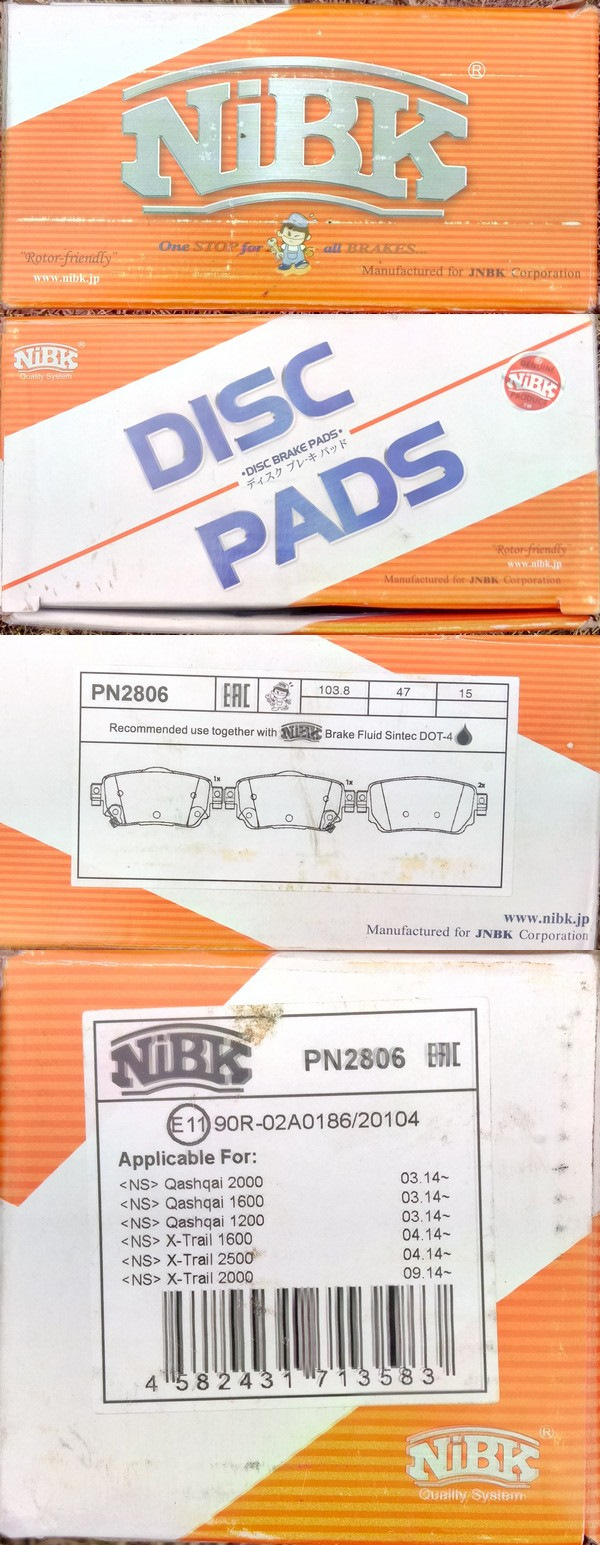 NiBK®
One STOP for all BRAKES...
"Rotor-friendly"
www.nibk.jp
Manufactured for JNBK Corporation
NiBK®
Quality System
DISC
•DISC BRAKE PADS•
ディスク ブレーキ パッド
PADS
GENUINE
NiBK
PRODUCT
"Rotor-friendly"
www.nibk.jp
Manufactured for JNBK Corporation
PN2806 EAC 103.8 47 15
Recommended use together with NiBK Brake Fluid Sintec DOT-4
1x 1x 2x
www.nibk.jp
Manufactured for JNBK Corporation
NiBK PN2806 EAC
E11 90R-02A0186/20104
Applicable For:
<NS> Qashqai 2000 03.14~
<NS> Qashqai 1600 03.14~
<NS> Qashqai 1200 03.14~
<NS> X-Trail 1600 04.14~
<NS> X-Trail 2500 04.14~
<NS> X-Trail 2000 09.14~
4 582431 713583
NiBK®
Quality System